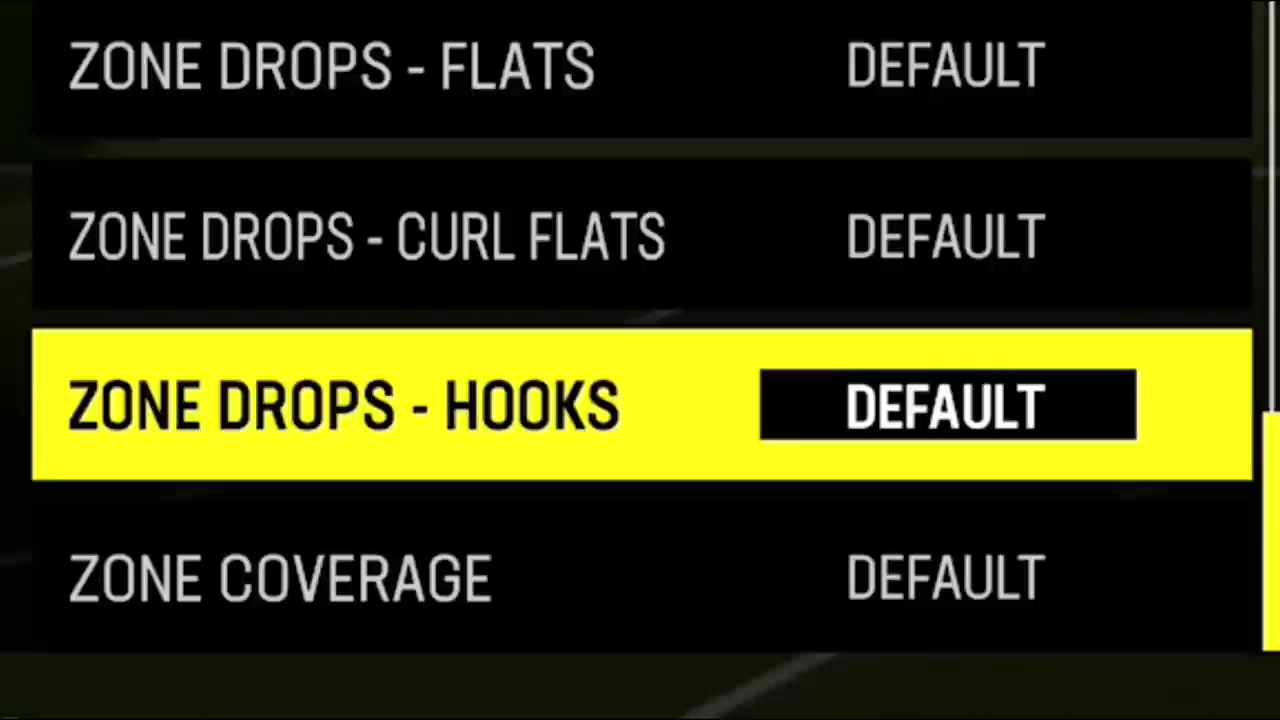 ZONE DROPS - FLATS DEFAULT
ZONE DROPS - CURL FLATS DEFAULT
ZONE DROPS - HOOKS DEFAULT
ZONE COVERAGE DEFAULT